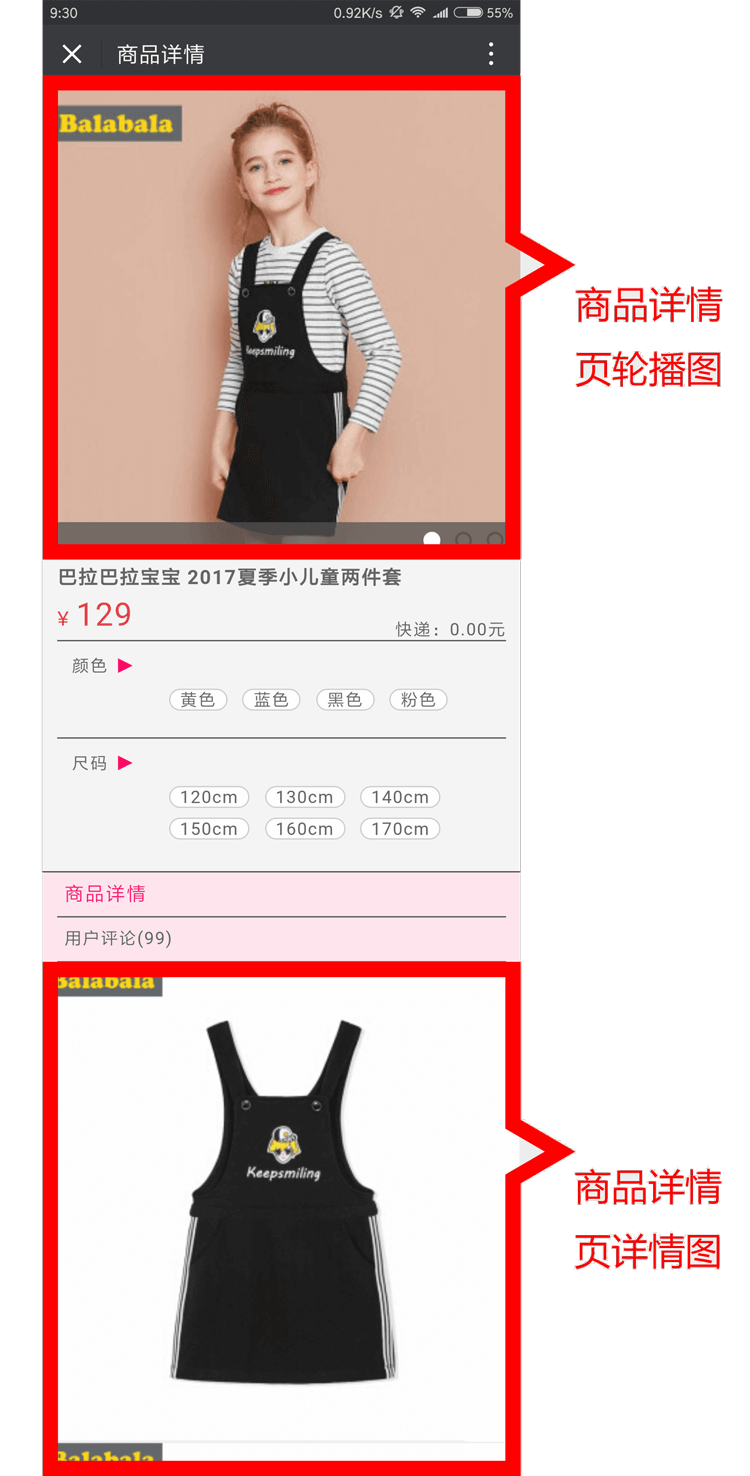 9:30 0.92K/s 55%
商品详情
Balabala
Keepsmiling
商品详情
页轮播图
巴拉巴拉宝宝 2017夏季小儿童两件套
¥ 129
快递：0.00元
颜色
黄色 蓝色 黑色 粉色
尺码
120cm 130cm 140cm
150cm 160cm 170cm
商品详情
用户评论(99)
Balabala
Keepsmiling
商品详情
页详情图
Balabala